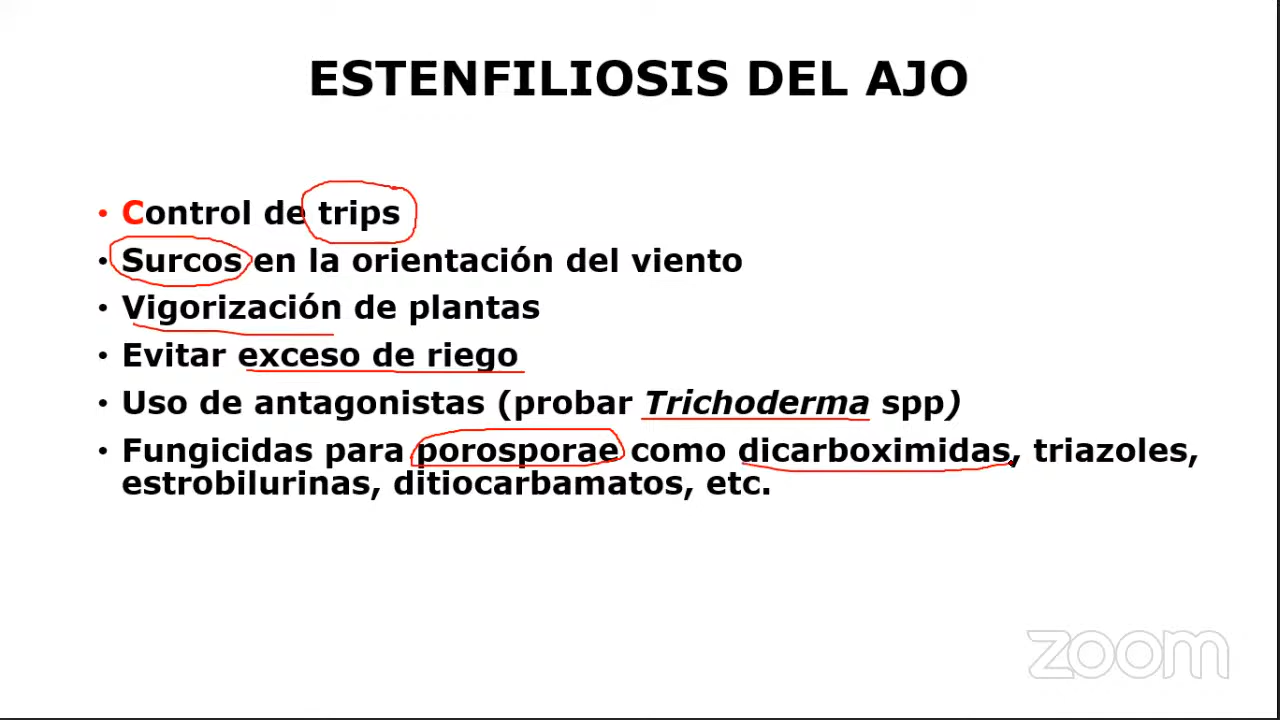 ESTENFILIOSIS DEL AJO
• Control de trips
• Surcos en la orientación del viento
• Vigorización de plantas
• Evitar exceso de riego
• Uso de antagonistas (probar Trichoderma spp)
• Fungicidas para porosporae como dicarboximidas, triazoles,
estrobilurinas, ditiocarbamatos, etc.
zoom